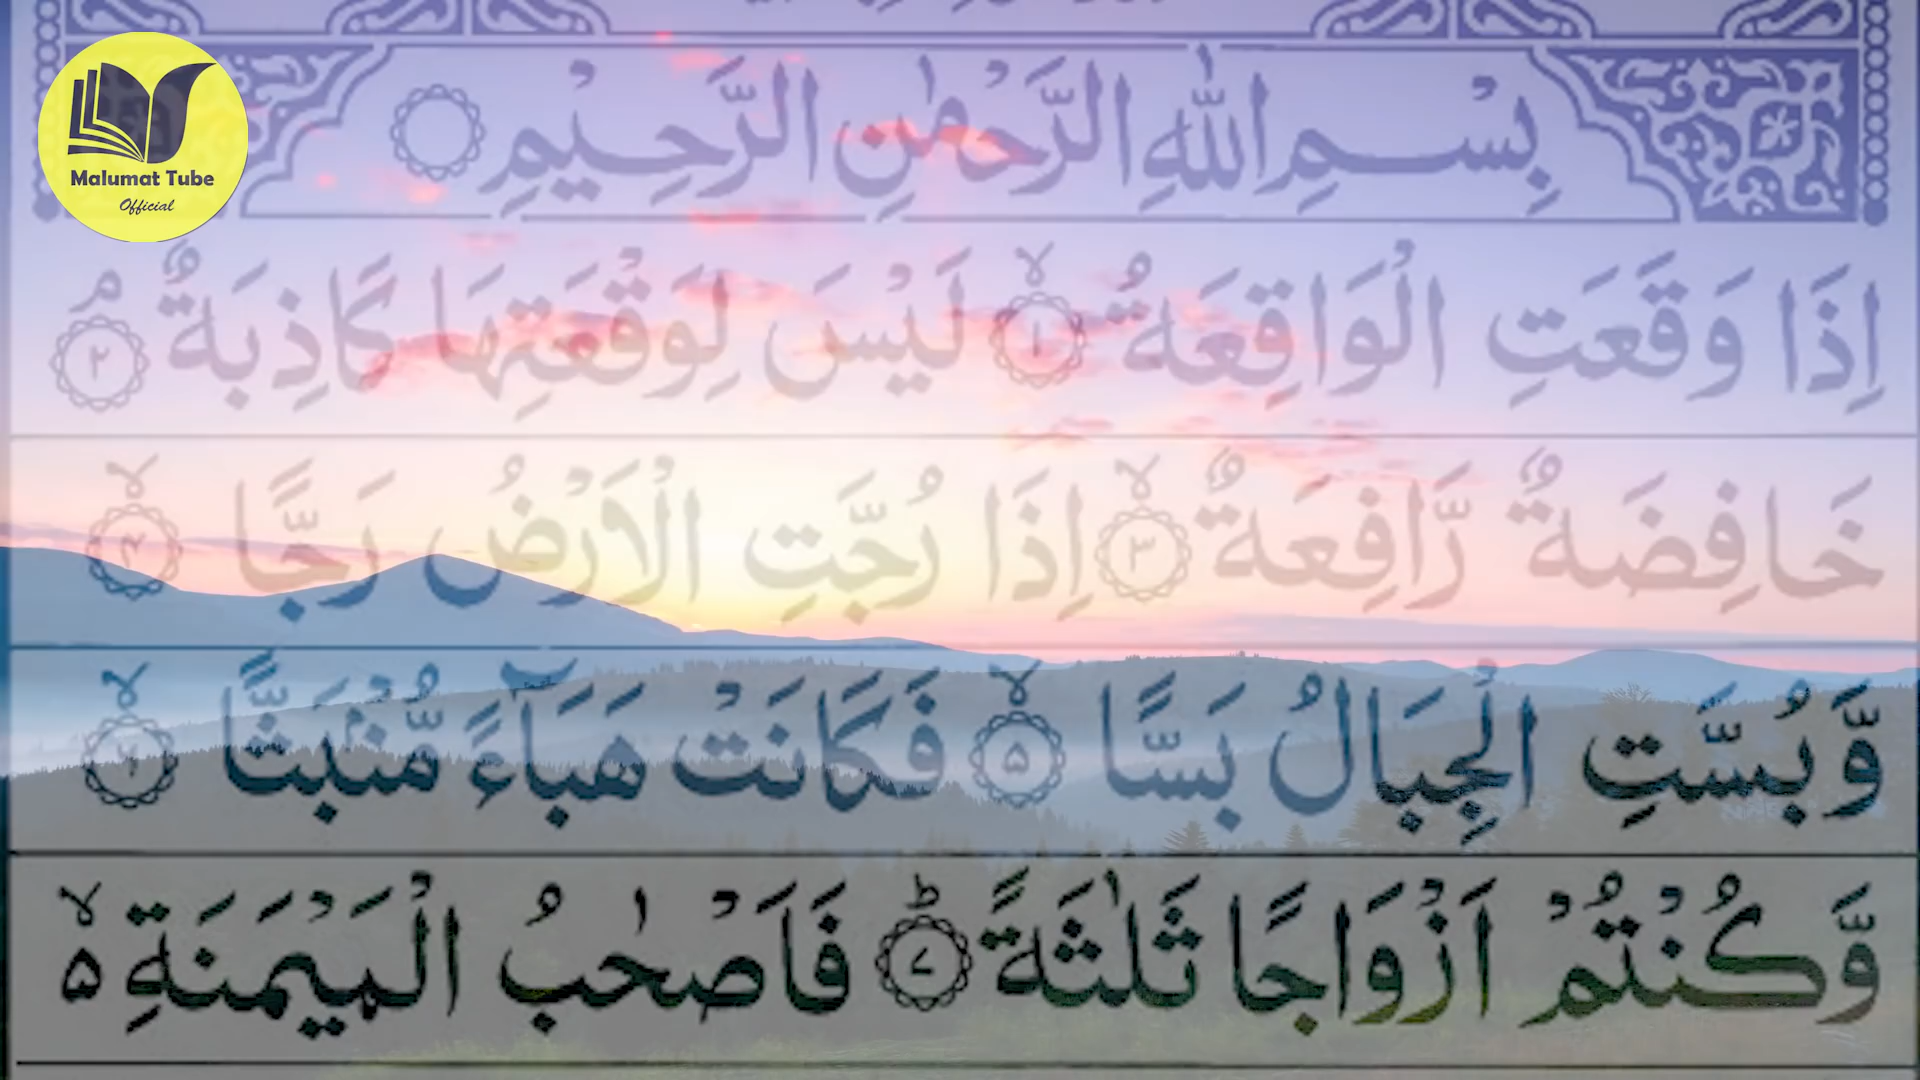 Malumat Tube
Official
بِسْمِ اللّٰهِ الرَّحْمٰنِ الرَّحِيْمِ
اِذَا وَقَعَتِ الْوَاقِعَةُ ۙ﴿۱﴾ لَيْسَ لِوَقْعَتِهَا كَاذِبَةٌ ۘ﴿۲﴾
خَافِضَةٌ رَّافِعَةٌ ۙ﴿۳﴾ اِذَا رُجَّتِ الْاَرْضُ رَجًّا ۙ﴿۴﴾
وَّبُسَّتِ الْجِبَالُ بَسًّا ۙ﴿۵﴾ فَكَانَتْ هَبَآءً مُّنْۢبَثًّا ۙ﴿۶﴾
وَّكُنْتُمْ اَزْوَاجًا ثَلٰثَةً ؕ﴿۷﴾ فَاَصْحٰبُ الْمَيْمَنَةِ ۙ۵